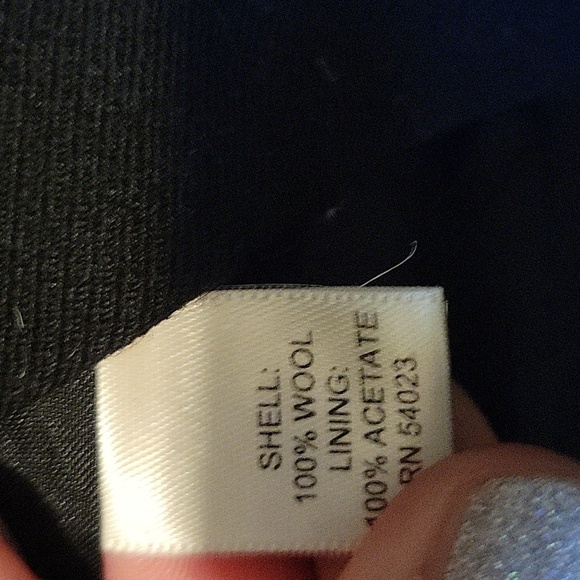 SHELL:
100% WOOL
LINING:
100% ACETATE
RN 54023